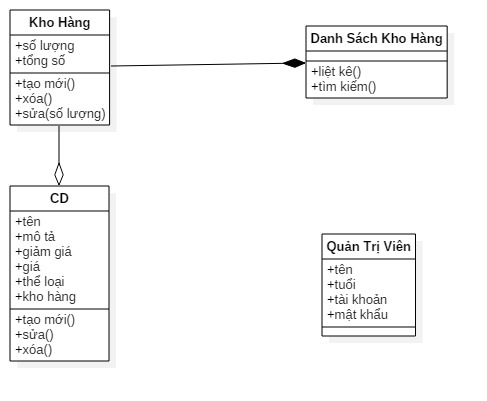 Kho Hàng
+số lượng
+tổng số
+tạo mới()
+xóa()
+sửa(số lượng)
Danh Sách Kho Hàng
+liệt kê()
+tìm kiếm()
CD
+tên
+mô tả
+giảm giá
+giá
+thể loại
+kho hàng
+tạo mới()
+sửa()
+xóa()
Quản Trị Viên
+tên
+tuổi
+tài khoản
+mật khẩu